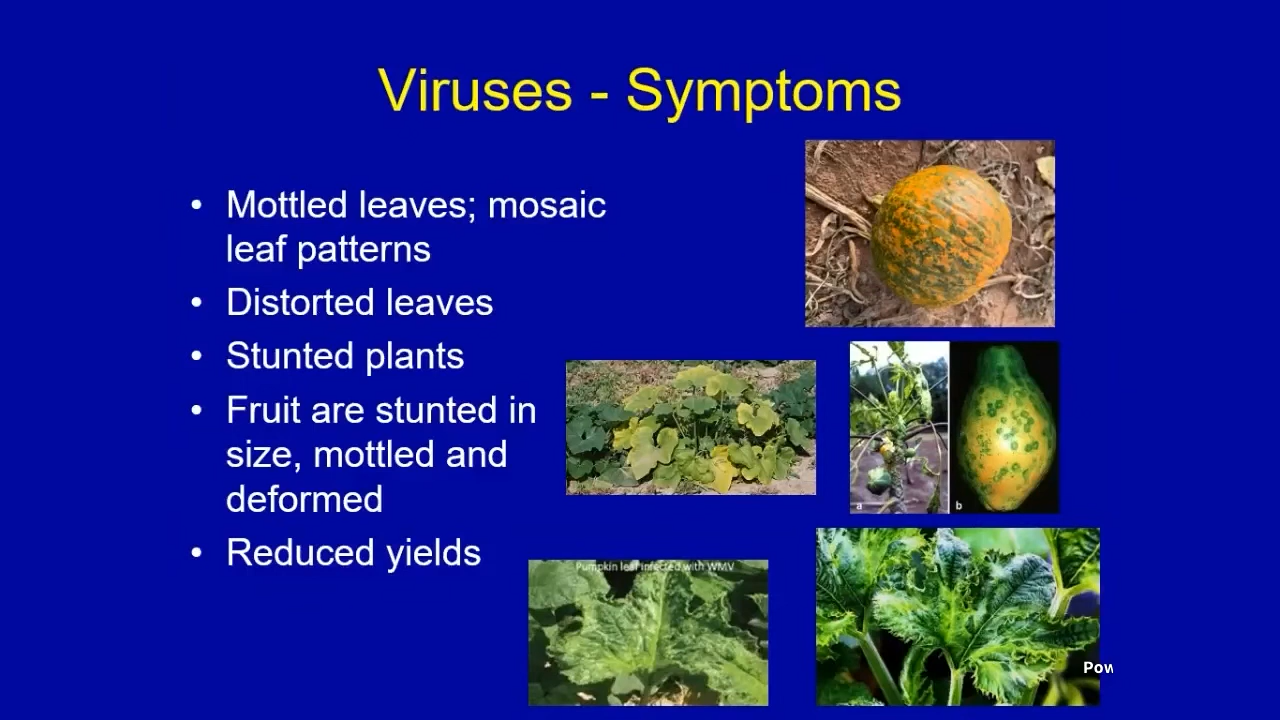 Viruses - Symptoms
• Mottled leaves; mosaic
leaf patterns
• Distorted leaves
• Stunted plants
• Fruit are stunted in
size, mottled and
deformed
• Reduced yields
a
b
Pumpkin leaf infected with WMV
Pow